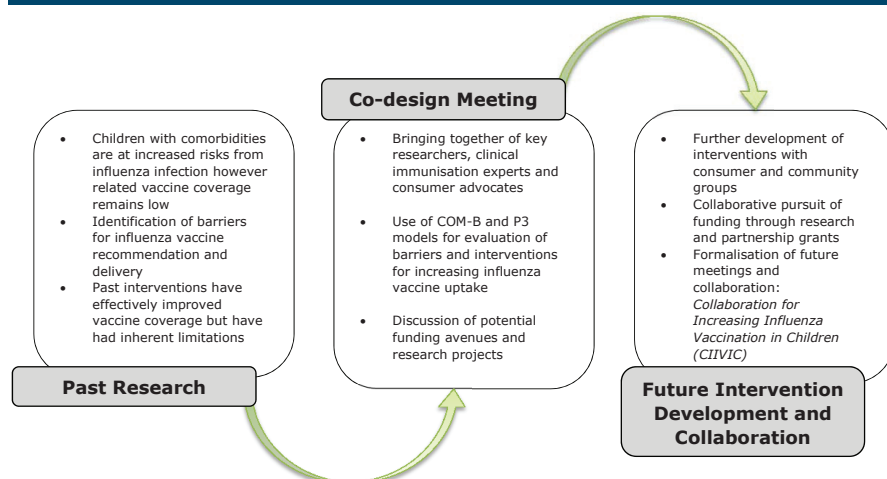 • Children with comorbidities
are at increased risks from
influenza infection however
related vaccine coverage
remains low
• Identification of barriers
for influenza vaccine
recommendation and
delivery
• Past interventions have
effectively improved
vaccine coverage but have
had inherent limitations
Past Research
Co-design Meeting
• Bringing together of key
researchers, clinical
immunisation experts and
consumer advocates
• Use of COM-B and P3
models for evaluation of
barriers and interventions
for increasing influenza
vaccine uptake
• Discussion of potential
funding avenues and
research projects
• Further development of
interventions with
consumer and community
groups
• Collaborative pursuit of
funding through research
and partnership grants
• Formalisation of future
meetings and
collaboration:
Collaboration for
Increasing Influenza
Vaccination in Children
(CIIVIC)
Future Intervention
Development and
Collaboration